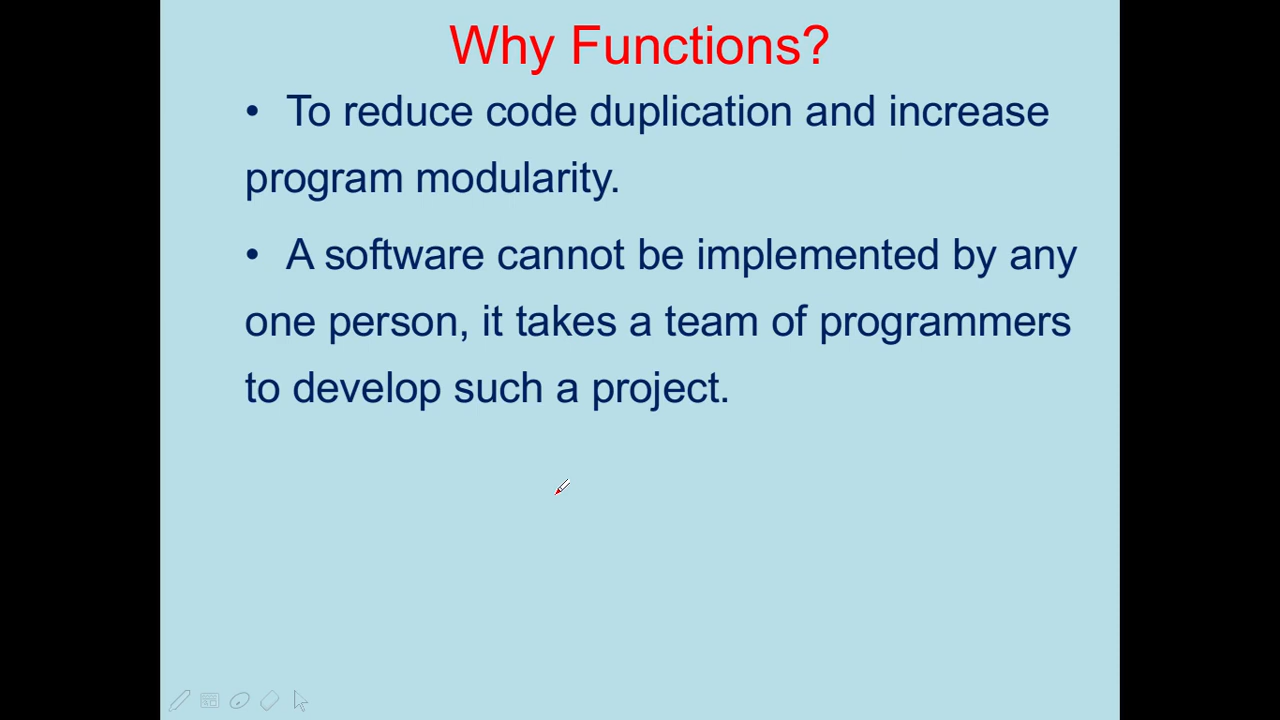 Why Functions?
• To reduce code duplication and increase
program modularity.
• A software cannot be implemented by any
one person, it takes a team of programmers
to develop such a project.